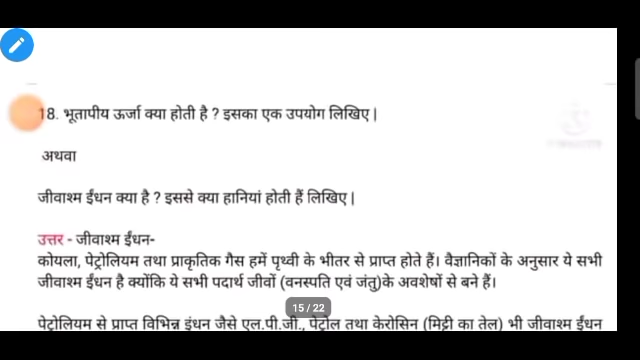 18. भूतापीय ऊर्जा क्या होती है ? इसका एक उपयोग लिखिए |
अथवा
जीवाश्म ईंधन क्या है ? इससे क्या हानियां होती हैं लिखिए |
उत्तर - जीवाश्म ईंधन-
कोयला, पेट्रोलियम तथा प्राकृतिक गैस हमें पृथ्वी के भीतर से प्राप्त होते हैं। वैज्ञानिकों के अनुसार ये सभी
जीवाश्म ईंधन है क्योंकि ये सभी पदार्थ जीवों (वनस्पति एवं जंतु)के अवशेषों से बने हैं।
15 / 22
पेट्रोलियम से प्राप्त विभिन्न इंधन जैसे एल.पी.जी., पेट्रोल तथा केरोसिन (मिट्टी का तेल) भी जीवाश्म ईंधन